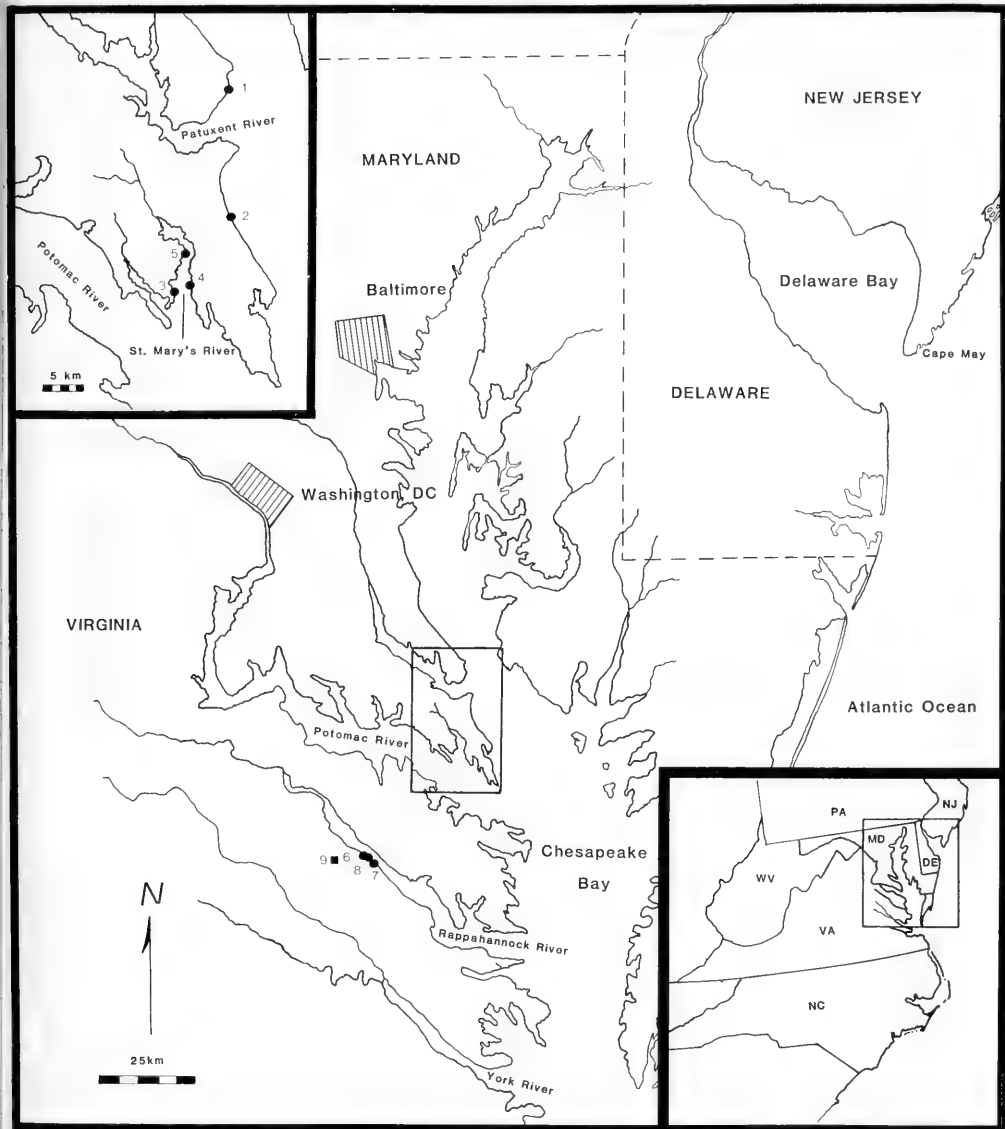 1
Patuxent River
2
5
4
3
Potomac River
St. Mary's River
5 km
NEW JERSEY
MARYLAND
Delaware Bay
Baltimore
Cape May
DELAWARE
Washington, DC
VIRGINIA
Atlantic Ocean
Potomac River
Chesapeake
Bay
9
6
8
7
Rappahannock River
N
25km
York River
PA
NJ
MD
DE
WV
VA
NC